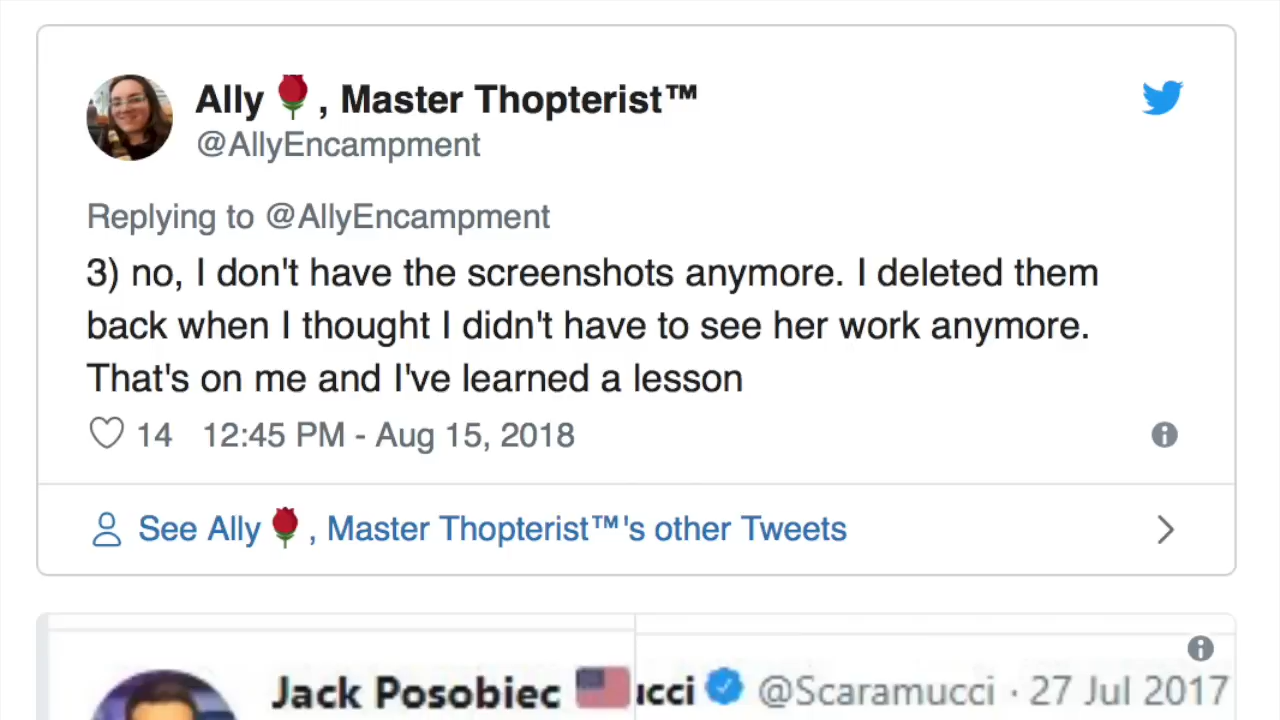 Ally🌹, Master Thopterist™
@AllyEncampment
Replying to @AllyEncampment
3) no, I don't have the screenshots anymore. I deleted them
back when I thought I didn't have to see her work anymore.
That's on me and I've learned a lesson
14 12:45 PM - Aug 15, 2018
See Ally🌹, Master Thopterist™'s other Tweets
Jack Posobiec 🇺🇸 ucci @Scaramucci · 27 Jul 2017